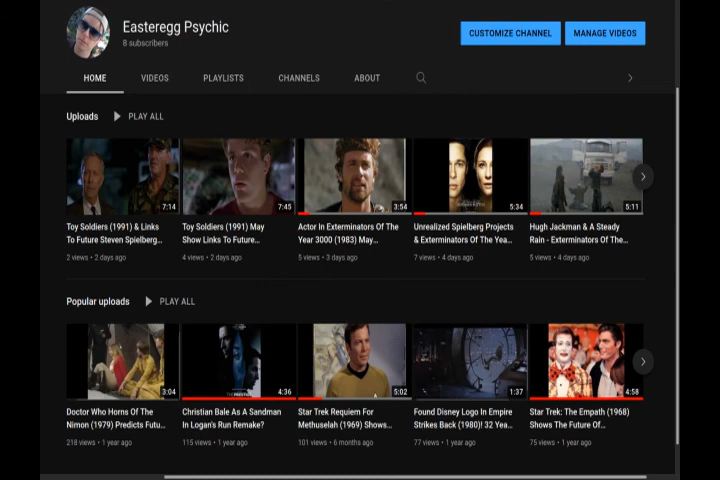 Easteregg Psychic
8 subscribers
CUSTOMIZE CHANNEL
MANAGE VIDEOS
HOME
VIDEOS
PLAYLISTS
CHANNELS
ABOUT
Uploads
PLAY ALL
7:14
7:45
3:54
5:34
5:11
Toy Soldiers (1991) & Links
To Future Steven Spielberg...
2 views • 2 days ago
Toy Soldiers (1991) May
Show Links To Future...
4 views • 2 days ago
Actor In Exterminators Of The
Year 3000 (1983) May...
5 views • 3 days ago
Unrealized Spielberg Projects
& Exterminators Of The Yea...
7 views • 4 days ago
Hugh Jackman & A Steady
Rain - Exterminators Of The...
5 views • 4 days ago
Popular uploads
PLAY ALL
3:04
THE PRESTIGE
4:36
5:02
1:37
4:58
Doctor Who Horns Of The
Nimon (1979) Predicts Futu...
218 views • 1 year ago
Christian Bale As A Sandman
In Logan's Run Remake?
115 views • 1 year ago
Star Trek Requiem For
Methuselah (1969) Shows...
101 views • 6 months ago
Found Disney Logo In Empire
Strikes Back (1980)! 32 Yea...
77 views • 1 year ago
Star Trek: The Empath (1968)
Shows The Future Of...
75 views • 1 year ago